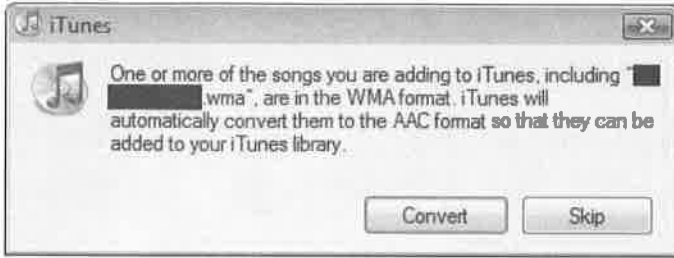 iTunes
One or more of the songs you are adding to iTunes, including "
.wma", are in the WMA format. iTunes will
automatically convert them to the AAC format so that they can be
added to your iTunes library.
Convert Skip